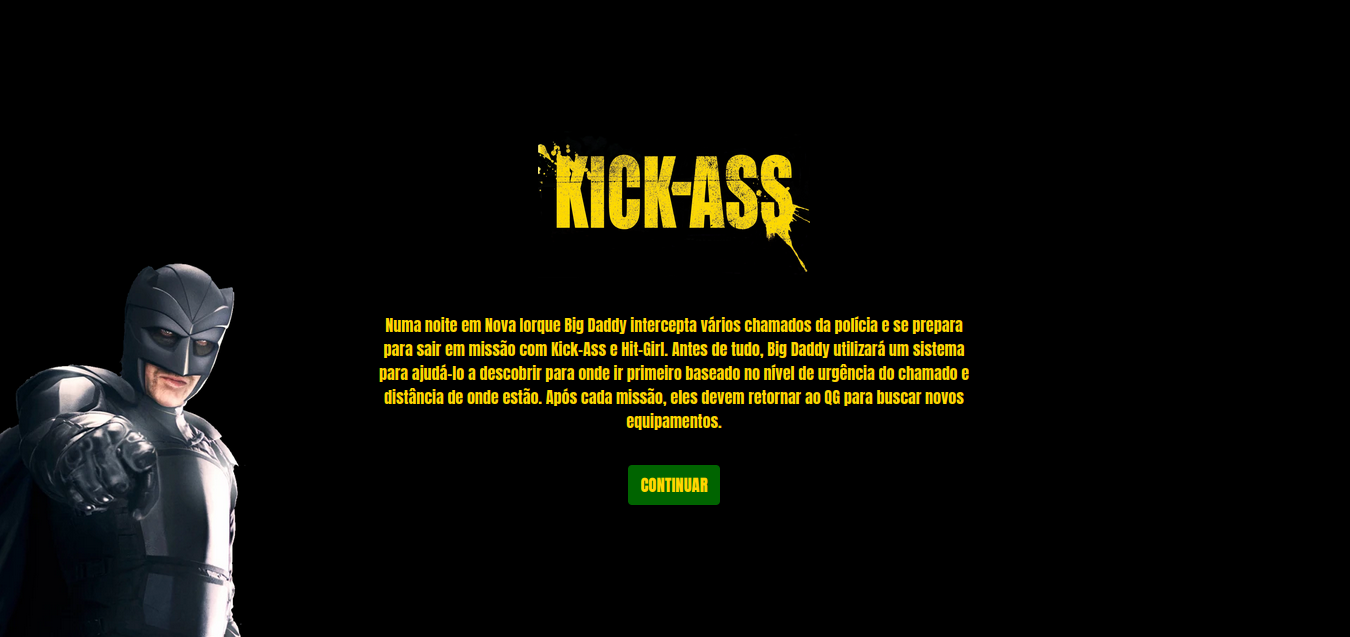 KICK-ASS
Numa noite em Nova Iorque Big Daddy intercepta vários chamados da polícia e se prepara
para sair em missão com Kick-Ass e Hit-Girl. Antes de tudo, Big Daddy utilizará um sistema
para ajudá-lo a descobrir para onde ir primeiro baseado no nível de urgência do chamado e
distância de onde estão. Após cada missão, eles devem retornar ao QG para buscar novos
equipamentos.
CONTINUAR